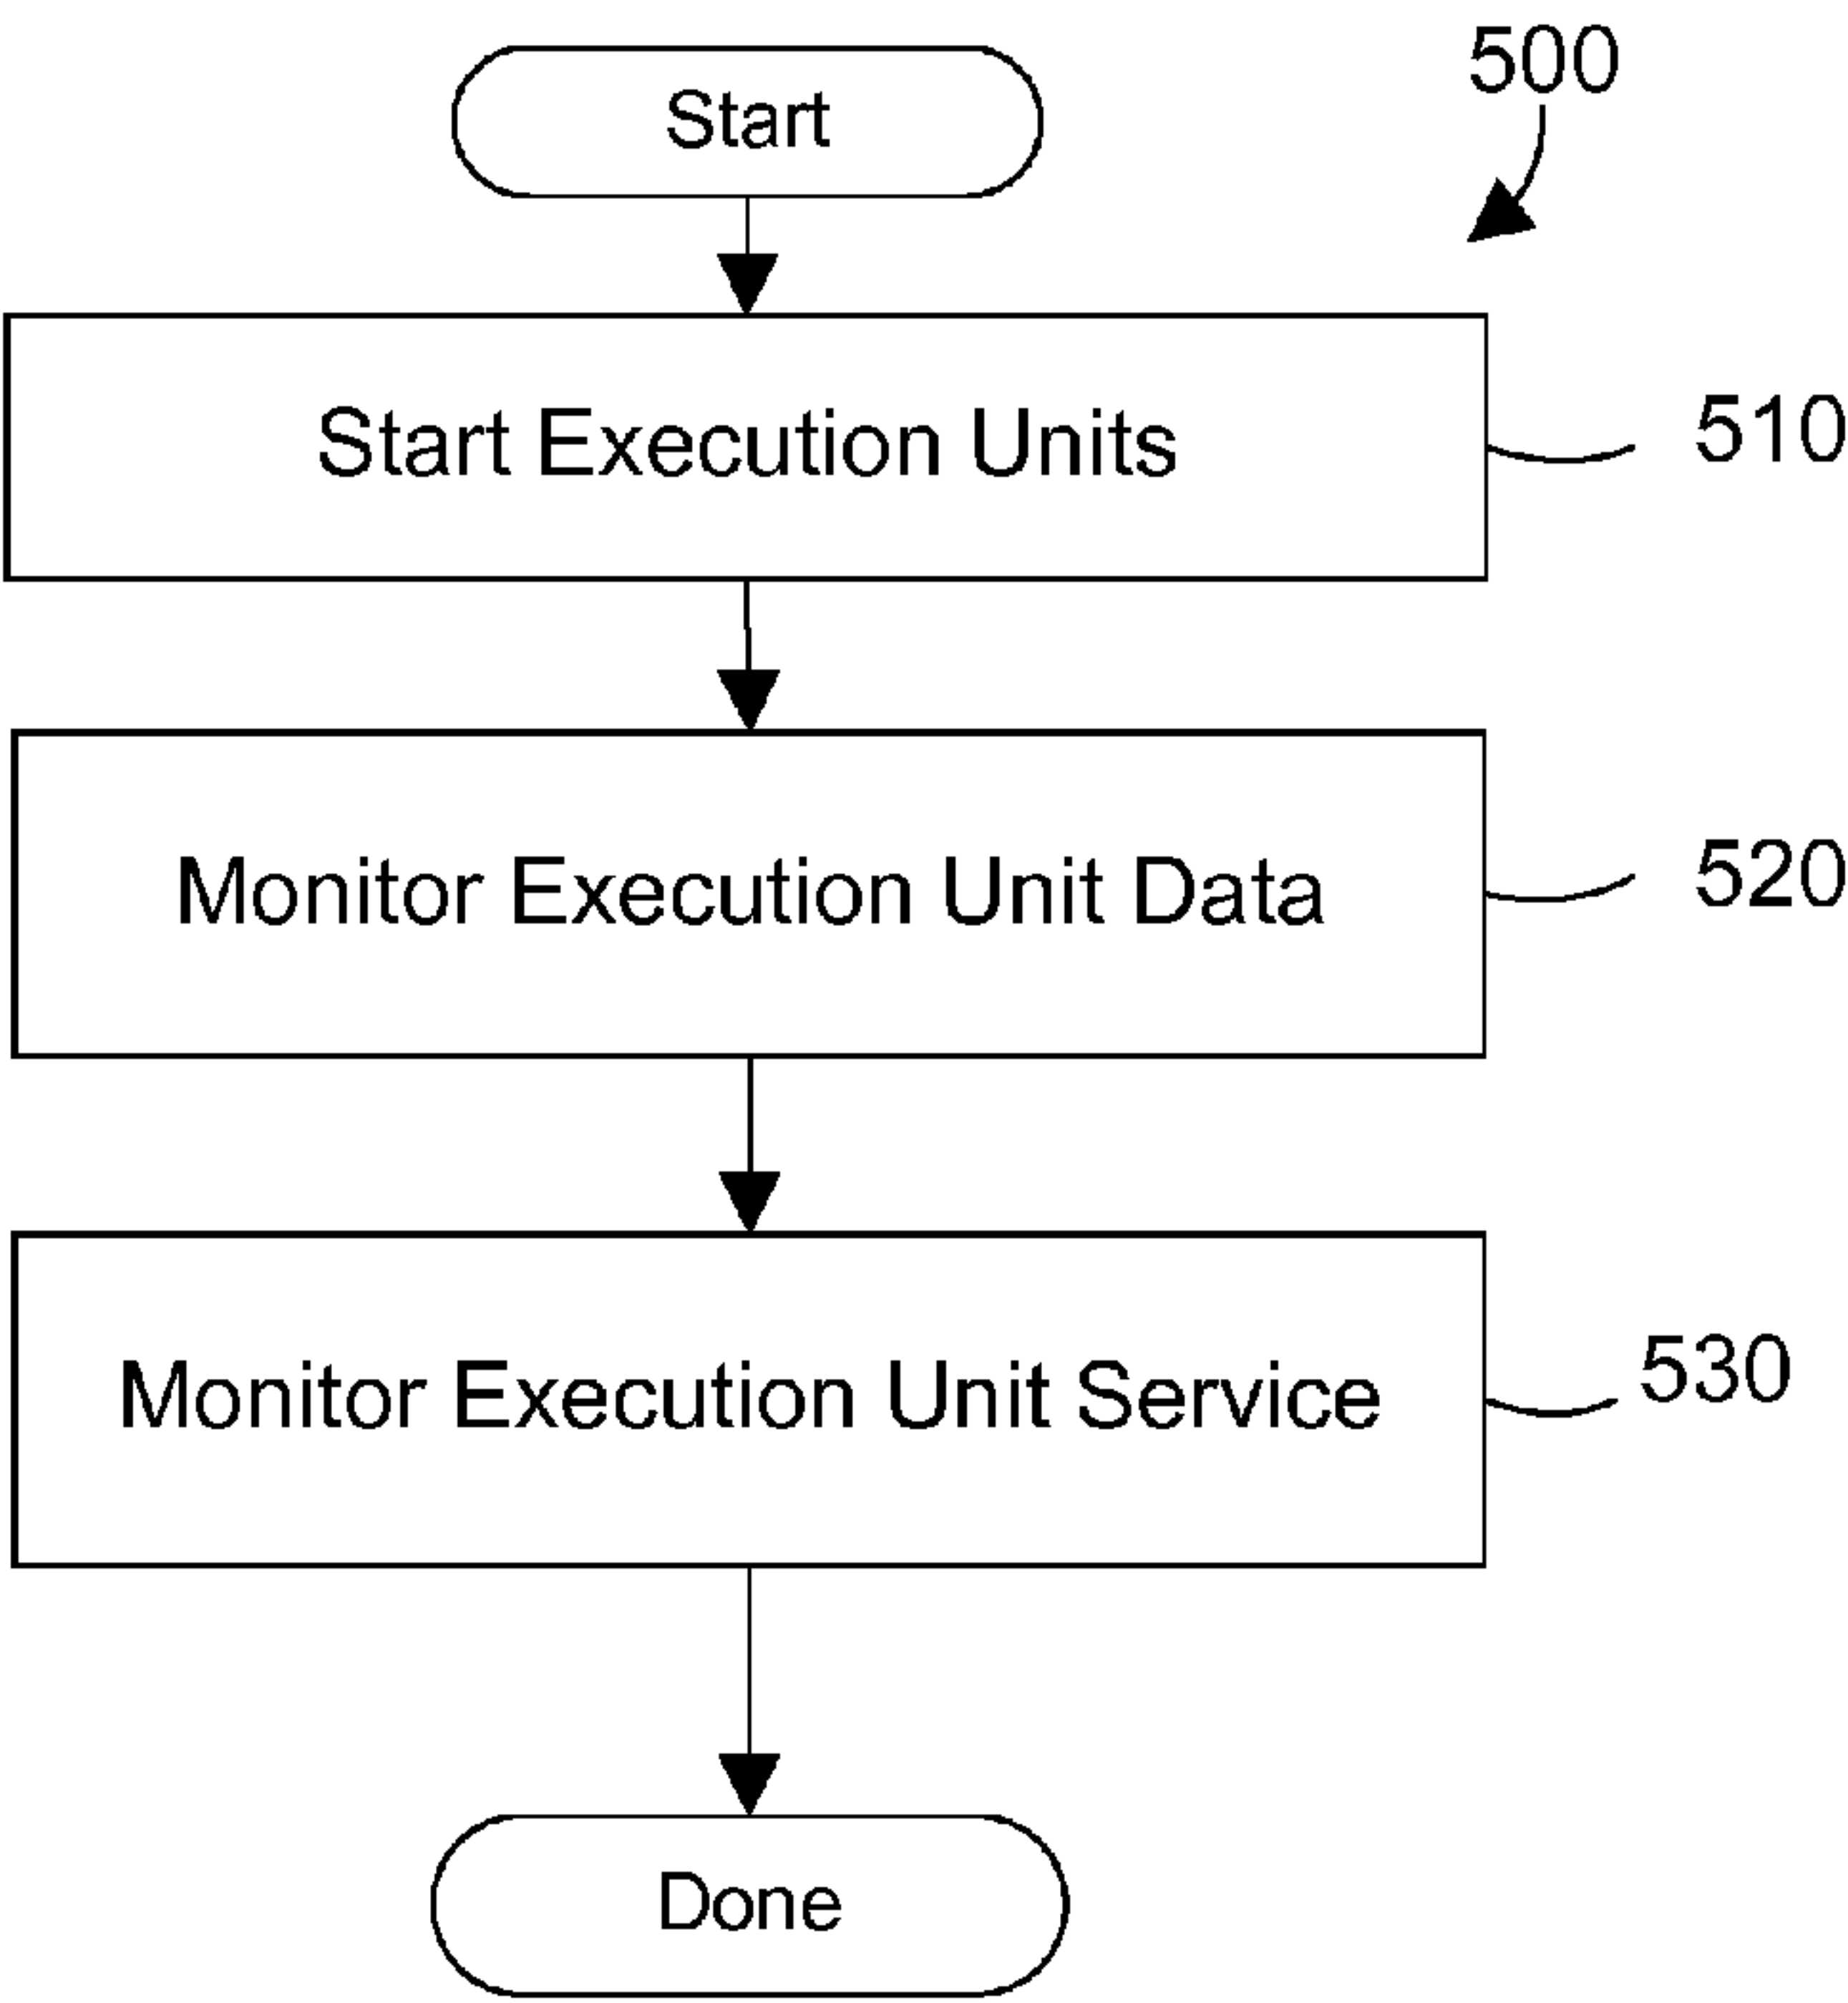 500
Start
Start Execution Units
510
Monitor Execution Unit Data
520
Monitor Execution Unit Service
530
Done